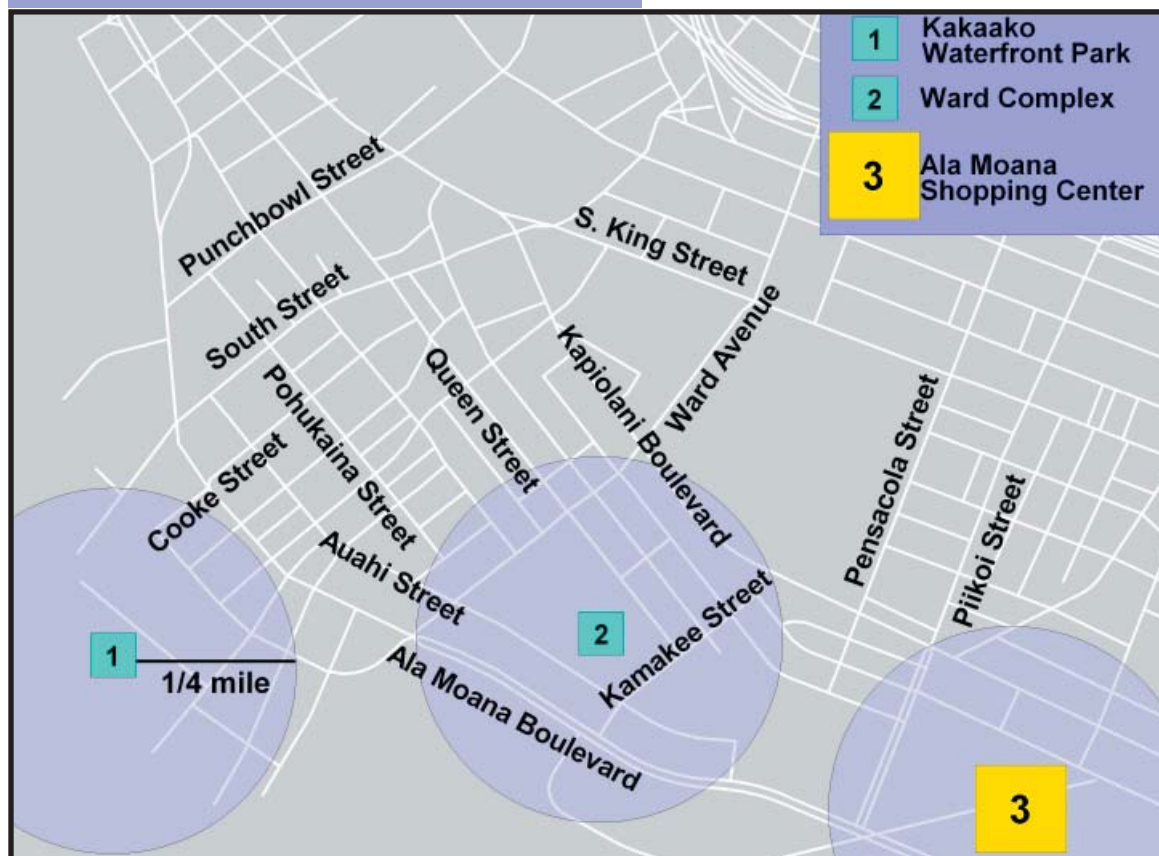 1
Kakaako
Waterfront Park
2
Ward Complex
3
Ala Moana
Shopping Center
Punchbowl Street
S. King Street
South Street
Ward Avenue
Kapiolani Boulevard
Queen Street
Pohukaina Street
Pensacola Street
Cooke Street
Piikoi Street
Auahi Street
Kamakee Street
2
1
1/4 mile
Ala Moana Boulevard
3